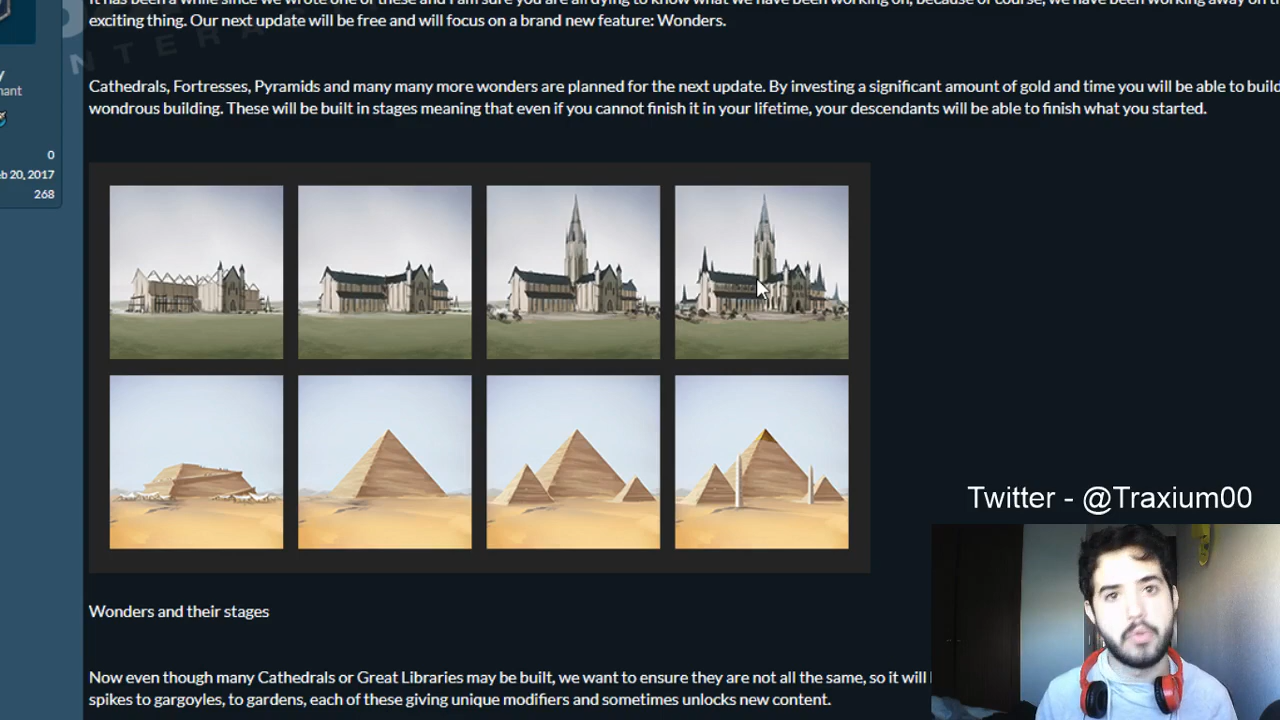 exciting thing. Our next update will be free and will focus on a brand new feature: Wonders.
NTERA
y
nant
Cathedrals, Fortresses, Pyramids and many many more wonders are planned for the next update. By investing a significant amount of gold and time you will be able to build
wondrous building. These will be built in stages meaning that even if you cannot finish it in your lifetime, your descendants will be able to finish what you started.
0
eb 20, 2017
268
Twitter - @Traxium00
Wonders and their stages
Now even though many Cathedrals or Great Libraries may be built, we want to ensure they are not all the same, so it will
spikes to gargoyles, to gardens, each of these giving unique modifiers and sometimes unlocks new content.